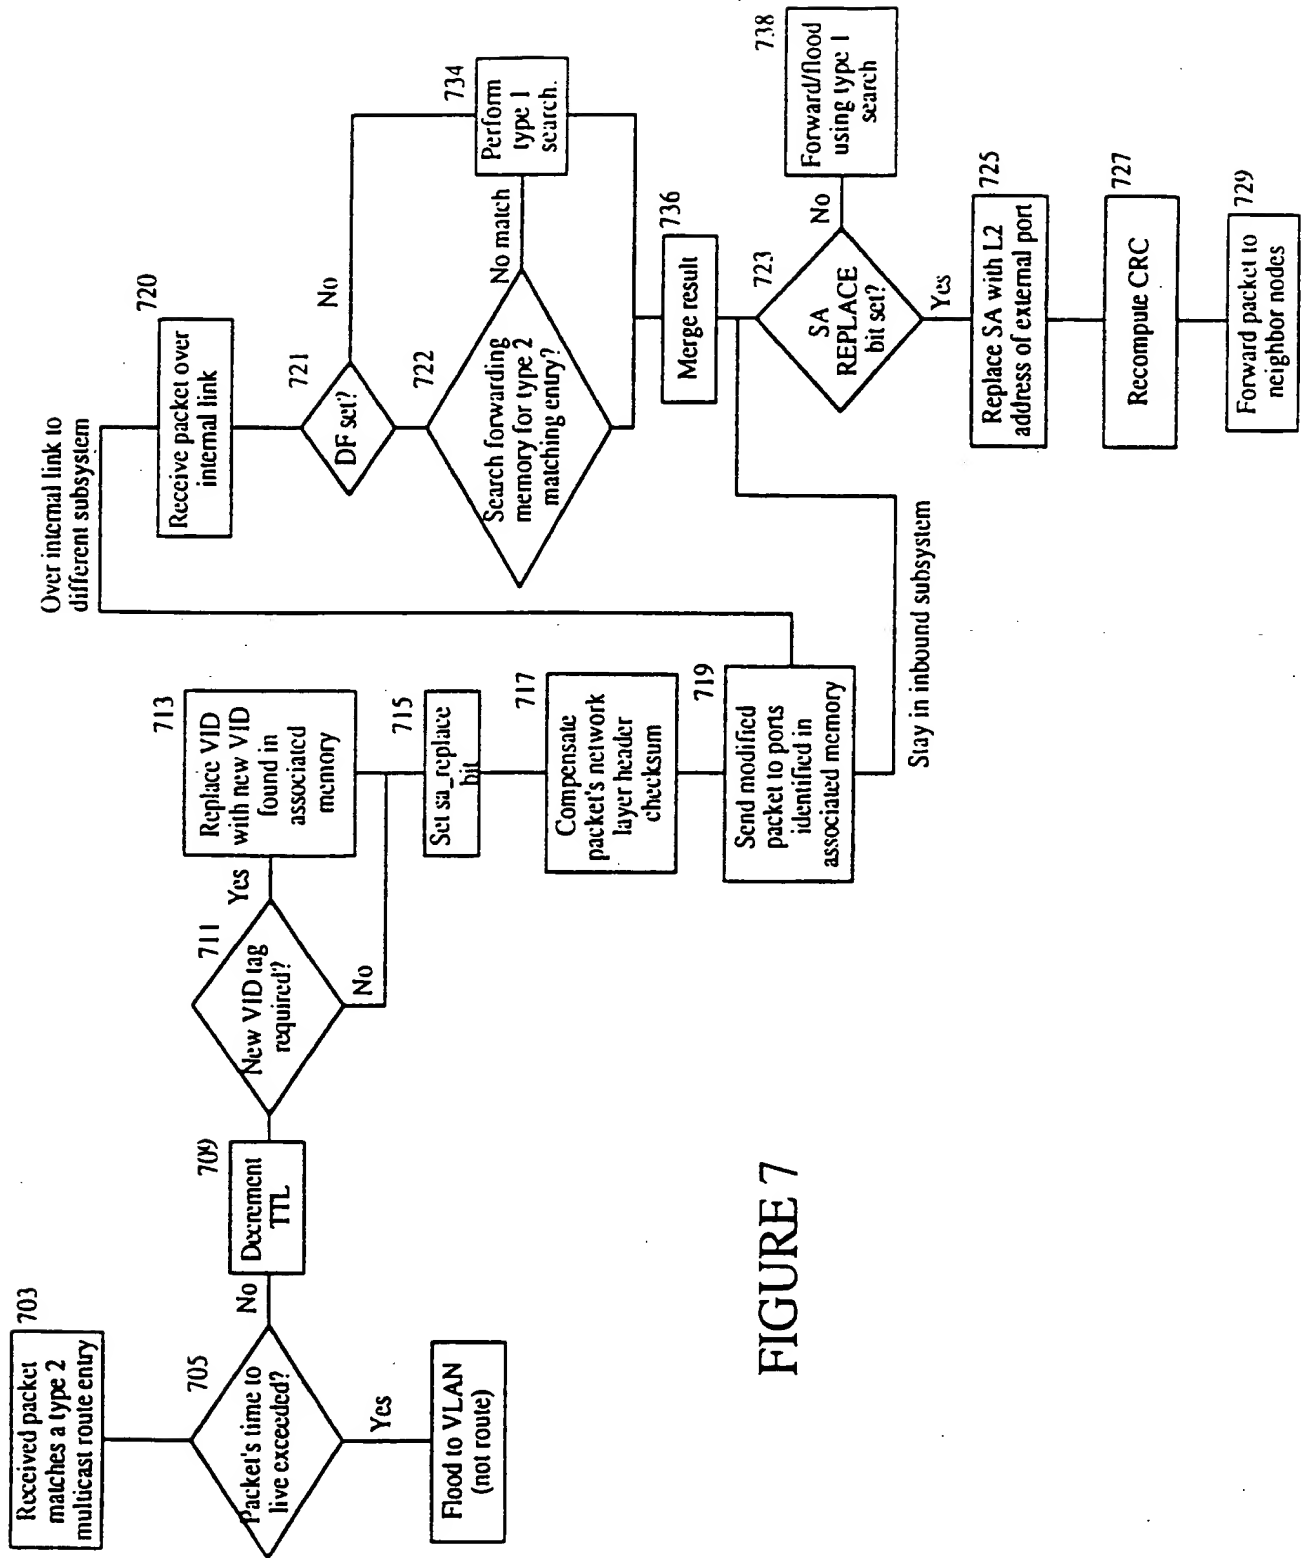 703
Received packet
matches a type 2
multicast route entry
705
Packet's time to
live exceeded?
No
Yes
Flood to VLAN
(not route)
709
Decrement
TTL
711
New VID tag
required?
Yes
No
713
Replace VID
with new VID
found in
associated
memory
715
Set sa_replace
bit
717
Compensate
packet's network
layer header
checksum
719
Send modified
packet to ports
identified in
associated memory
Over internal link to
different subsystem
Stay in inbound subsystem
720
Receive packet over
internal link
721
DF set?
No
722
Search forwarding
memory for type 2
matching entry?
No match
734
Perform
type 1
search.
736
Merge result
723
SA
REPLACE
bit set?
No
738
Forward/flood
using type 1
search
Yes
725
Replace SA with L2
address of external port
727
Recompute CRC
729
Forward packet to
neighbor nodes
FIGURE 7